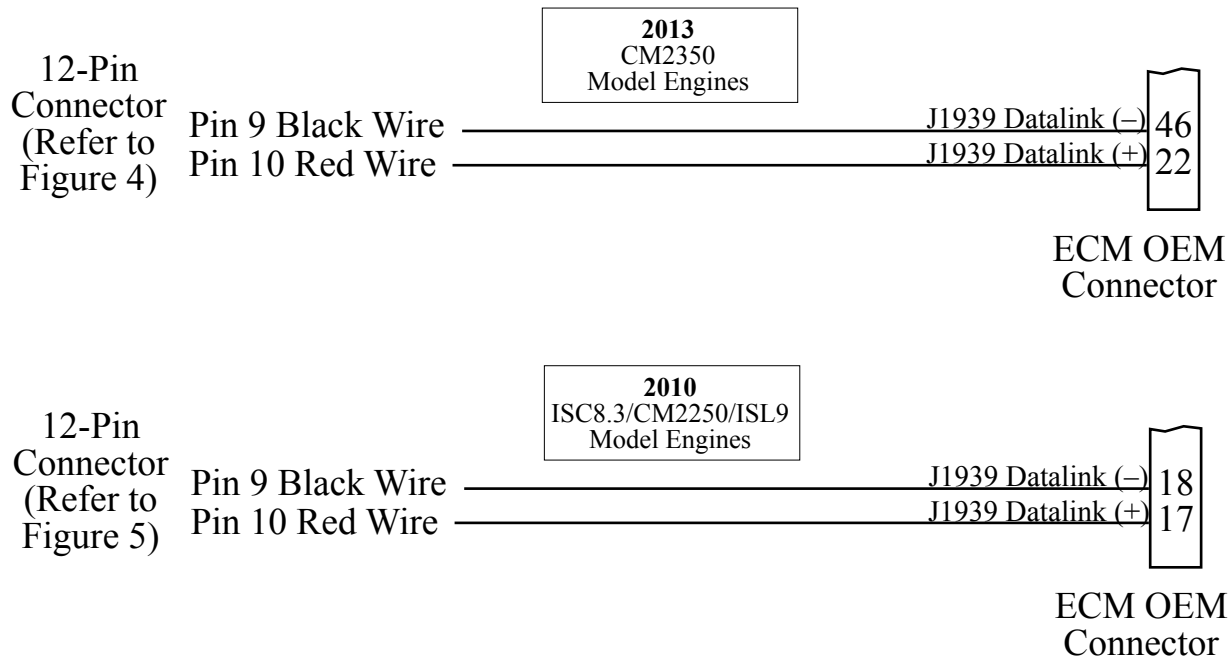 2013
CM2350
Model Engines
12-Pin
Connector
(Refer to
Figure 4)
Pin 9 Black Wire
J1939 Datalink (–)
46
Pin 10 Red Wire
J1939 Datalink (+)
22
ECM OEM
Connector
2010
ISC8.3/CM2250/ISL9
Model Engines
12-Pin
Connector
(Refer to
Figure 5)
Pin 9 Black Wire
J1939 Datalink (–)
18
Pin 10 Red Wire
J1939 Datalink (+)
17
ECM OEM
Connector